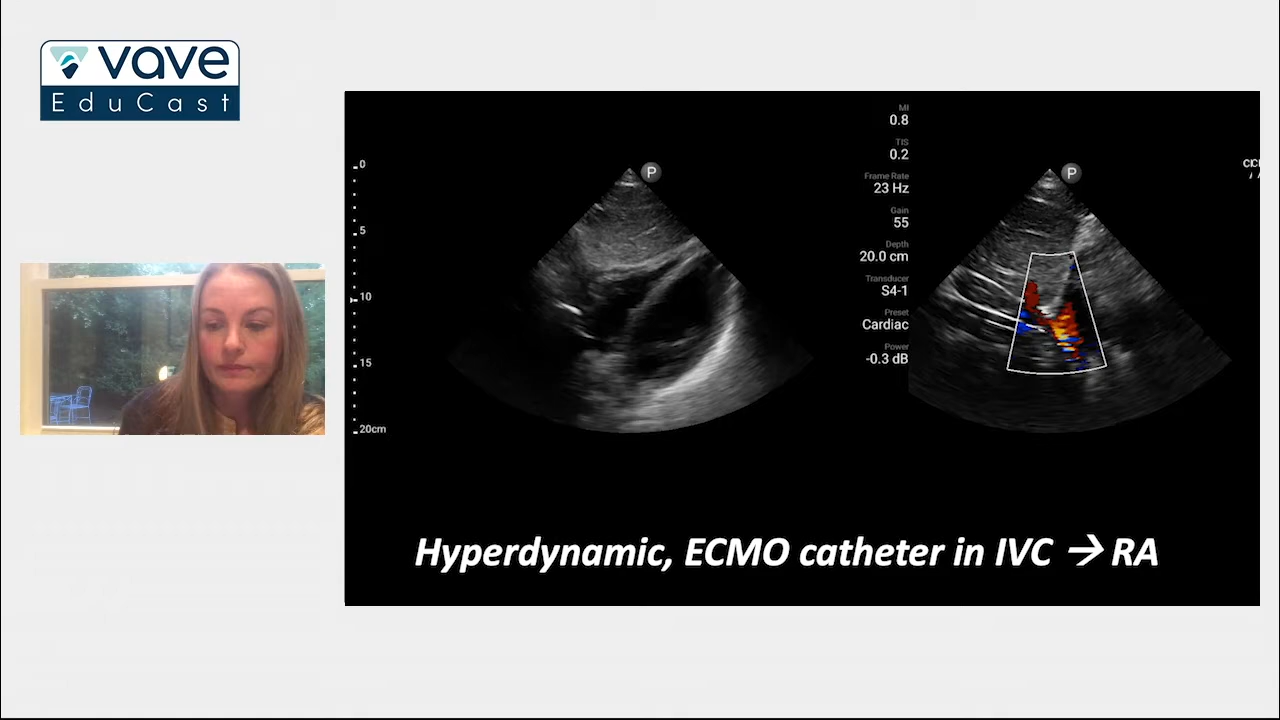 vave
EduCast
0
5
10
15
20cm
P
MI
0.8
TIS
0.2
Frame Rate
23 Hz
Gain
55
Depth
20.0 cm
Transducer
S4-1
Preset
Cardiac
Power
-0.3 dB
P
Hyperdynamic, ECMO catheter in IVC → RA